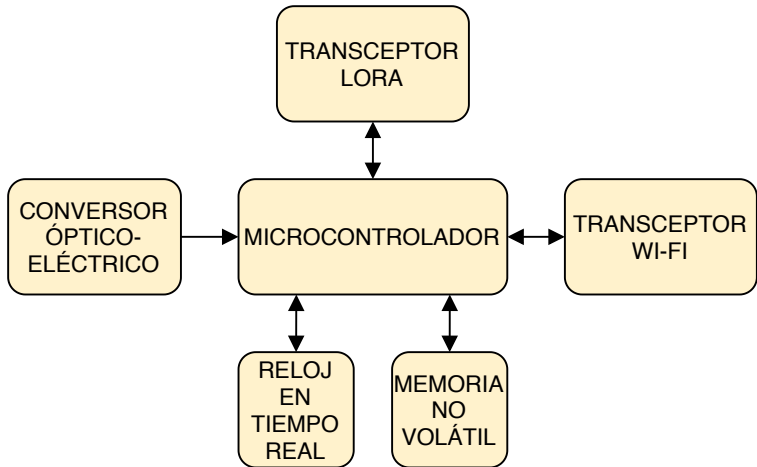 TRANSCEPTOR
LORA
CONVERSOR
ÓPTICO-
ELÉCTRICO
MICROCONTROLADOR
TRANSCEPTOR
WI-FI
RELOJ
EN
TIEMPO
REAL
MEMORIA
NO
VOLÁTIL